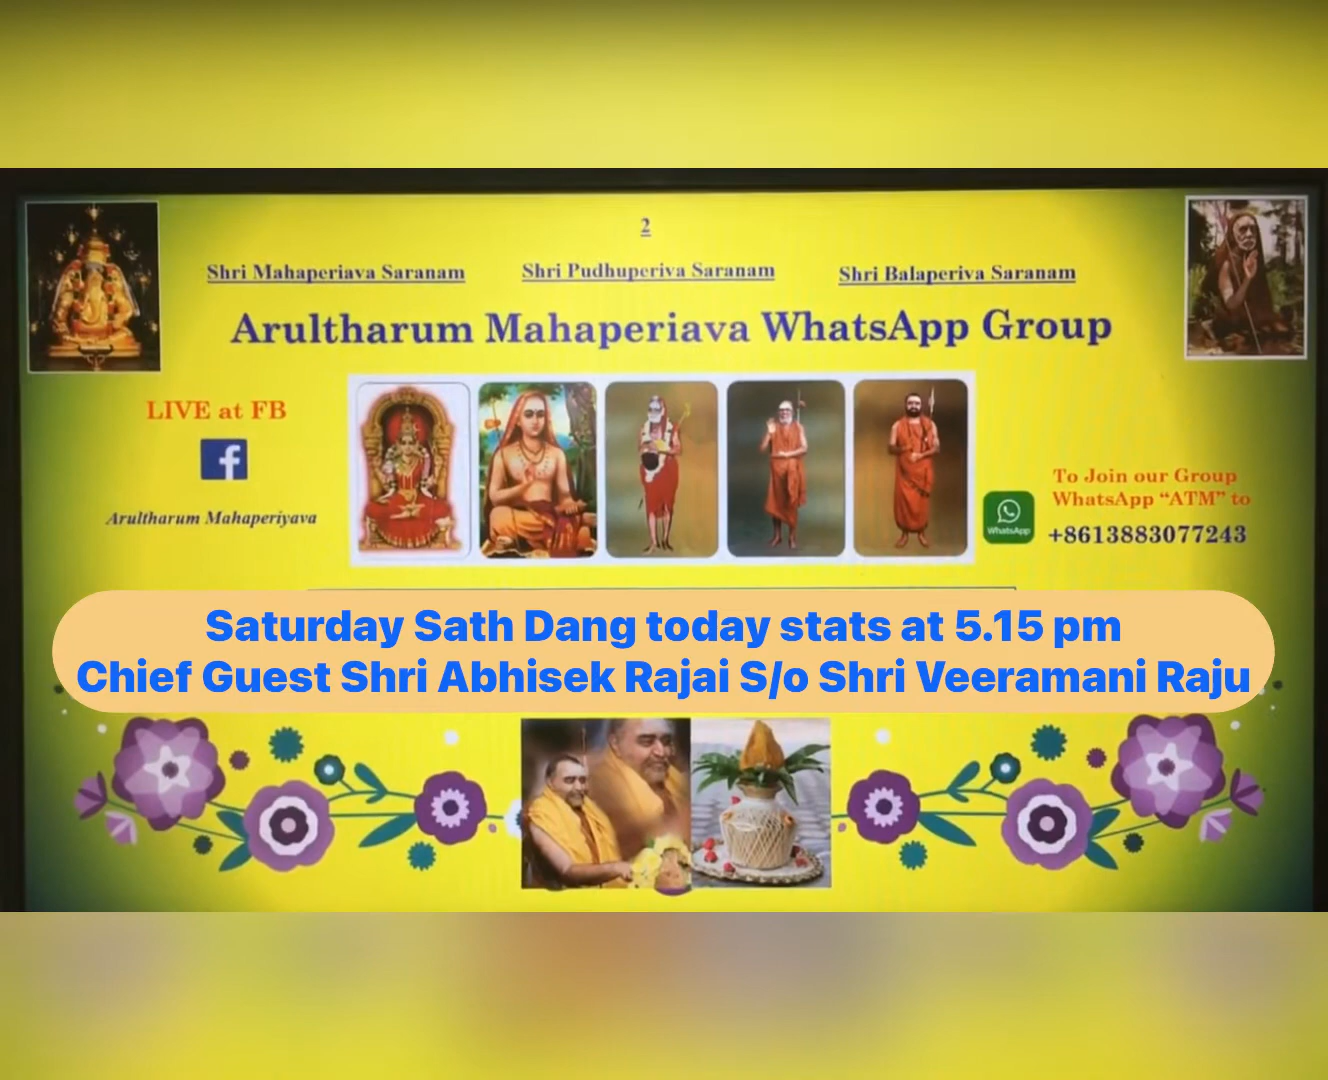 2
Shri Mahaperiava Saranam
Shri Pudhuperiva Saranam
Shri Balaperiva Saranam
Arultharum Mahaperiava WhatsApp Group
LIVE at FB
f
Arultharum Mahaperiyava
To Join our Group
WhatsApp “ATM” to
WhatsApp
+8613883077243
Saturday Sath Dang today stats at 5.15 pm
Chief Guest Shri Abhisek Rajai S/o Shri Veeramani Raju